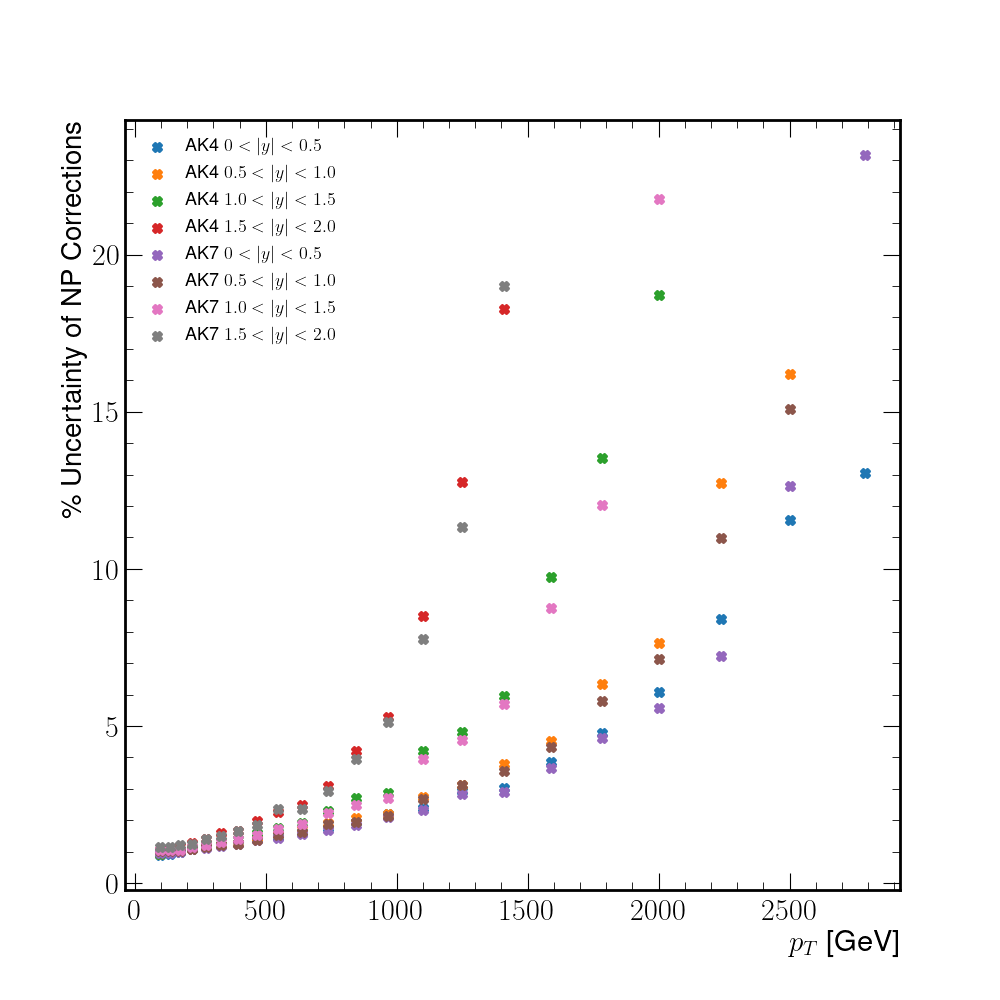 % Uncertainty of NP Corrections
AK4 0 < |y| < 0.5
AK4 0.5 < |y| < 1.0
AK4 1.0 < |y| < 1.5
AK4 1.5 < |y| < 2.0
AK7 0 < |y| < 0.5
AK7 0.5 < |y| < 1.0
AK7 1.0 < |y| < 1.5
AK7 1.5 < |y| < 2.0
20
15
10
5
0
0 500 1000 1500 2000 2500
p_T [GeV]